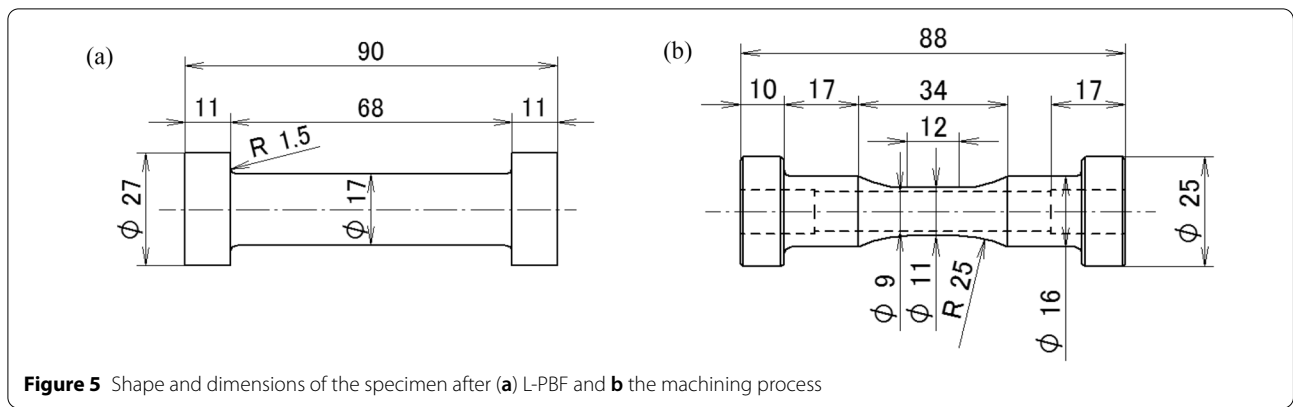 (a)
90
11
68
11
R 1.5
φ 27
φ 17
(b)
88
10
17
34
17
12
φ 9
φ 11
R 25
φ 16
φ 25
Figure 5 Shape and dimensions of the specimen after (a) L-PBF and b the machining process